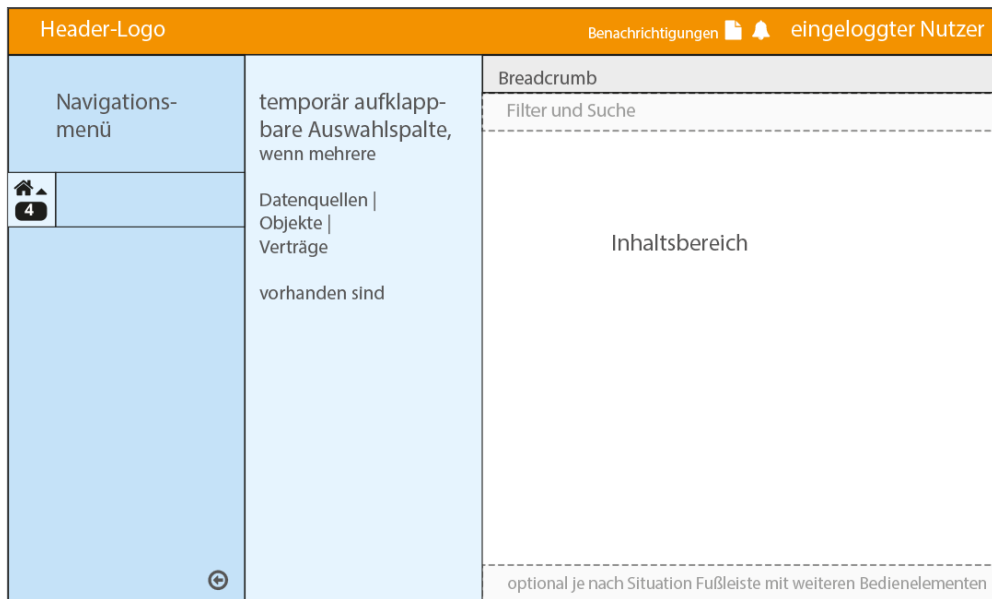 Header-Logo
Benachrichtigungen
eingeloggter Nutzer
Navigations-
menü
4
temporär aufklapp-
bare Auswahlspalte,
wenn mehrere
Datenquellen |
Objekte |
Verträge
vorhanden sind
Breadcrumb
Filter und Suche
Inhaltsbereich
optional je nach Situation Fußleiste mit weiteren Bedienelementen